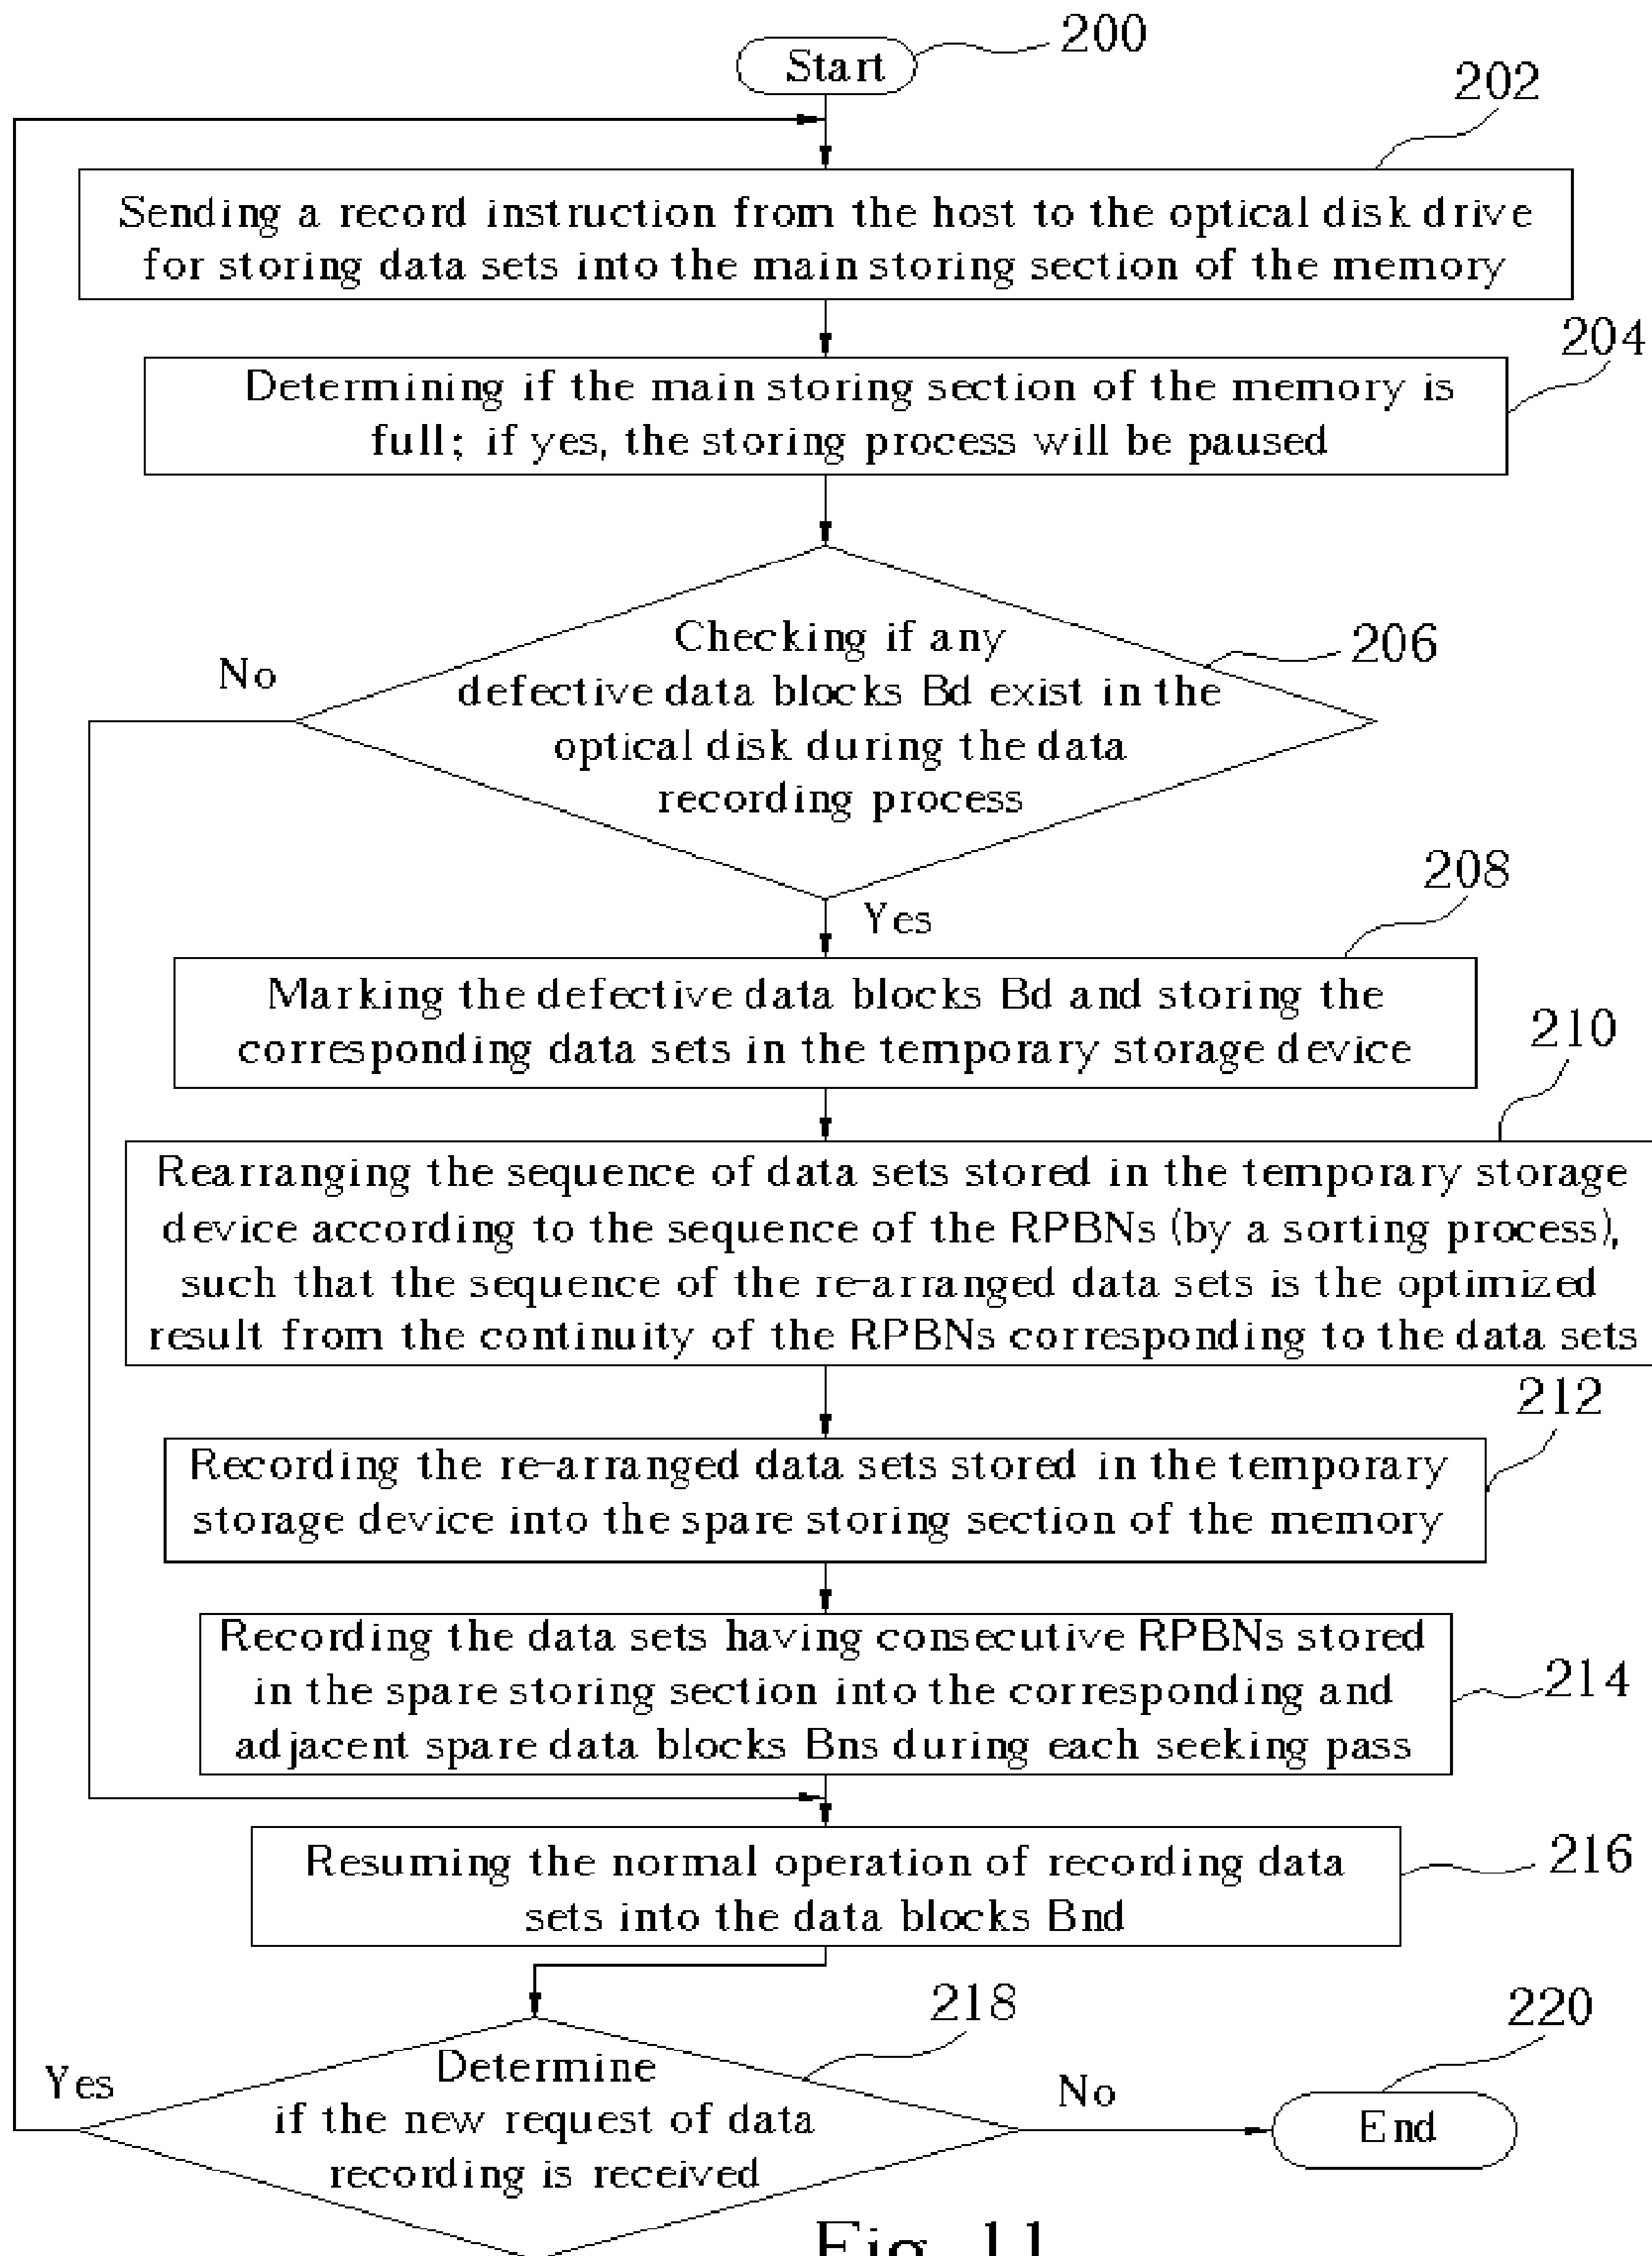 Start
200
202
Sending a record instruction from the host to the optical disk drive
for storing data sets into the main storing section of the memory
204
Determining if the main storing section of the memory is
full; if yes, the storing process will be paused
206
No
Checking if any
defective data blocks Bd exist in the
optical disk during the data
recording process
Yes
208
Marking the defective data blocks Bd and storing the
corresponding data sets in the temporary storage device
210
Rearranging the sequence of data sets stored in the temporary storage
device according to the sequence of the RPBNs (by a sorting process),
such that the sequence of the re-arranged data sets is the optimized
result from the continuity of the RPBNs corresponding to the data sets
212
Recording the re-arranged data sets stored in the temporary
storage device into the spare storing section of the memory
Recording the data sets having consecutive RPBNs stored
in the spare storing section into the corresponding and
adjacent spare data blocks Bns during each seeking pass
214
Resuming the normal operation of recording data
sets into the data blocks Bnd
216
218
220
Yes
Determine
if the new request of data
recording is received
No
End
Fig. 11